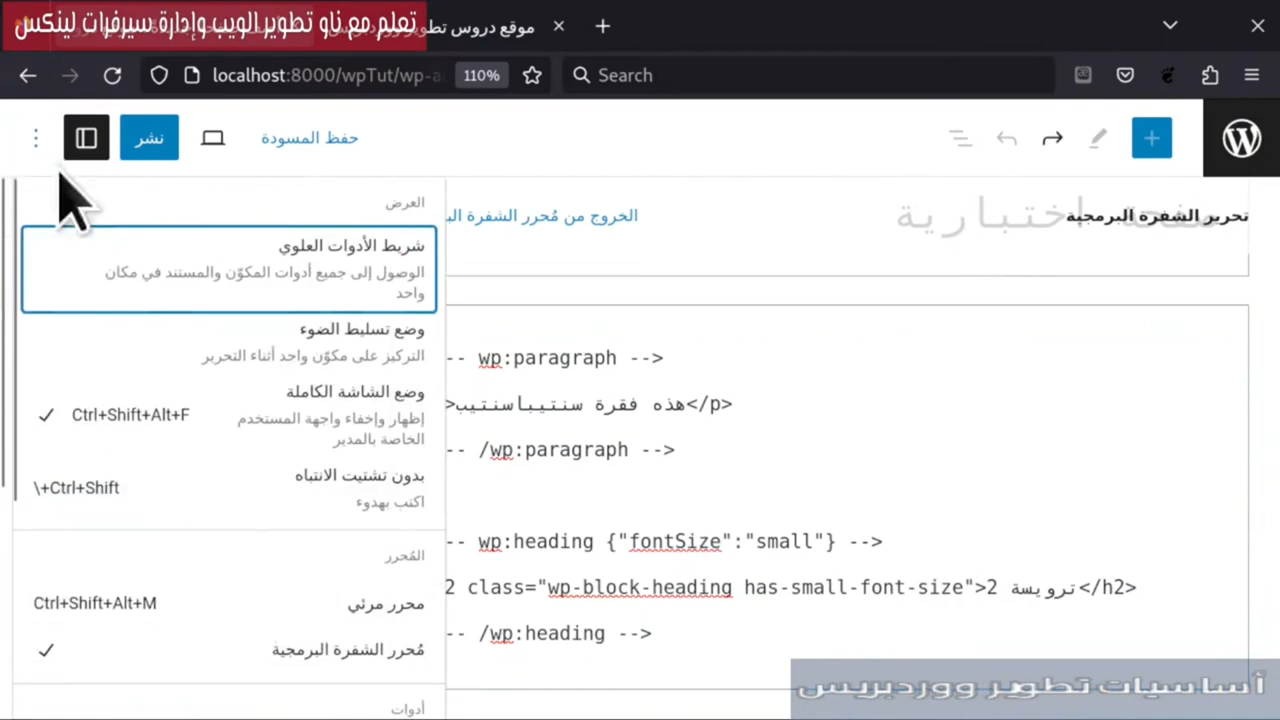 تعلم مع ناو تطوير الويب وإدارة سيرفرات لينكس
موقع دروس تطوير ووردبريس
localhost:8000/wpTut/wp-a
110%
Search
نشر
حفظ المسودة
العرض
شريط الأدوات العلوي
الوصول إلى جميع أدوات المكوّن والمستند في مكان
واحد
وضع تسليط الضوء
التركيز على مكوّن واحد أثناء التحرير
وضع الشاشة الكاملة
Ctrl+Shift+Alt+F
إظهار وإخفاء واجهة المستخدم
الخاصة بالمدير
بدون تشتيت الانتباه
\+Ctrl+Shift
اكتب بهدوء
المُحرر
محرر مرئي
Ctrl+Shift+Alt+M
مُحرر الشفرة البرمجية
أدوات
تحرير الشفرة البرمجية
الخروج من مُحرر الشفرة
صفحة اختبارية
-- wp:paragraph -->
>هذه فقرة سنتيباسنتيب</p>
-- /wp:paragraph -->
-- wp:heading {"fontSize":"small"} -->
2 class="wp-block-heading has-small-font-size">ترويسة 2</h2>
-- /wp:heading -->
أساسيات تطوير ووردبريس